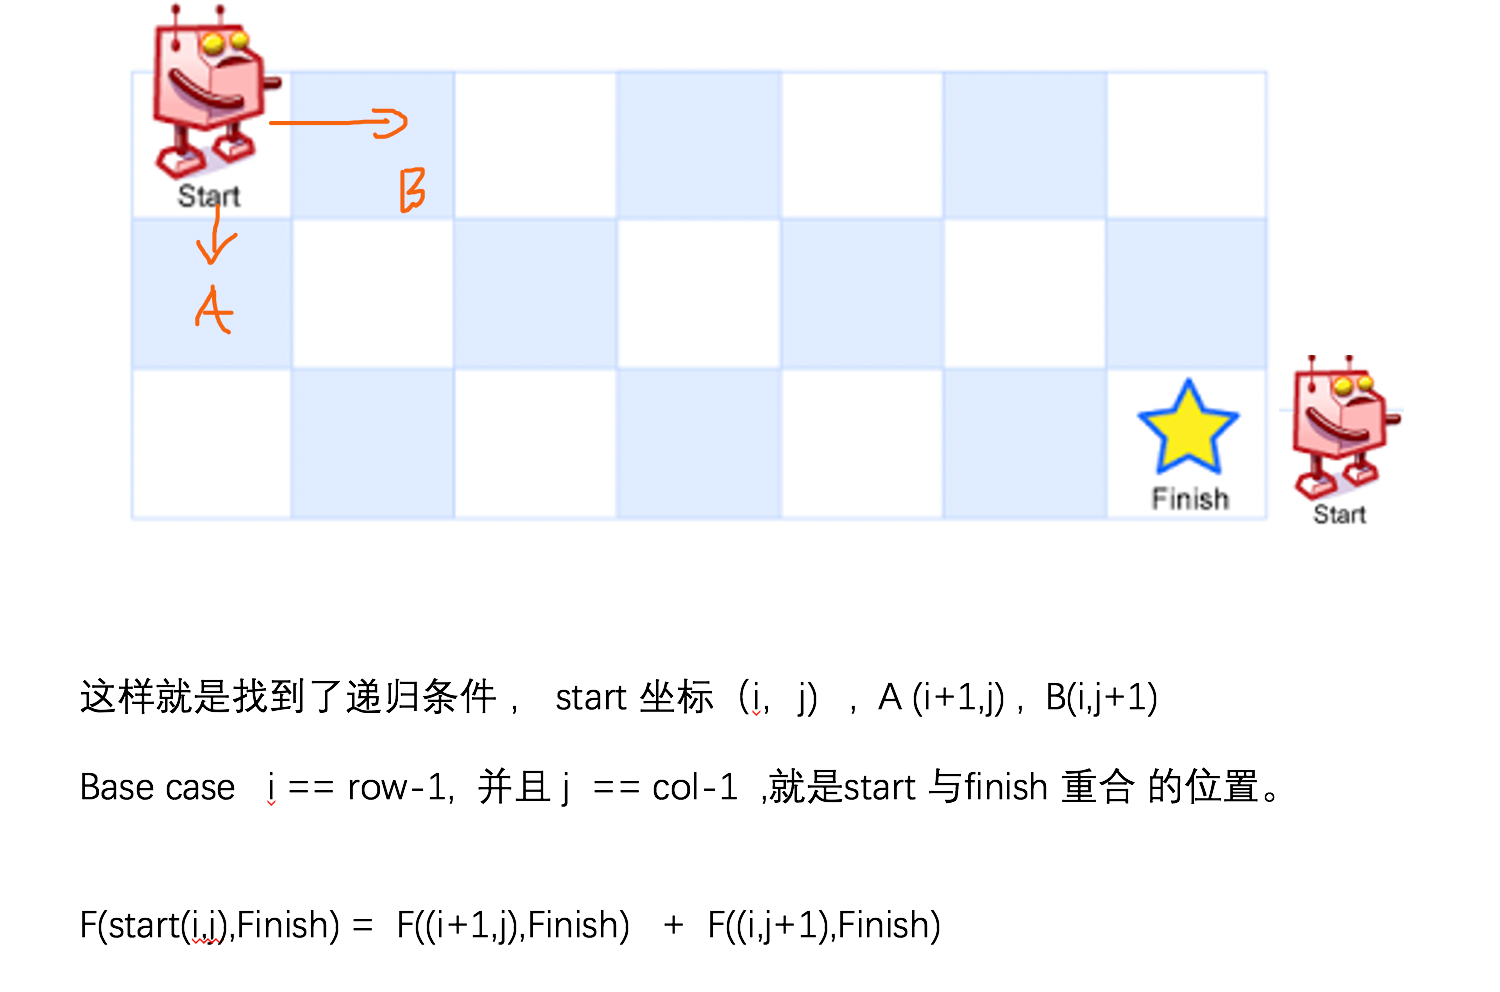 Start
B
A
Finish
Start
这样就是找到了递归条件， start 坐标（i, j) ，A (i+1,j)，B(i,j+1)
Base case i == row-1, 并且 j == col-1 ,就是start 与finish 重合 的位置。
F(start(i,j),Finish) = F((i+1,j),Finish) + F((i,j+1),Finish)